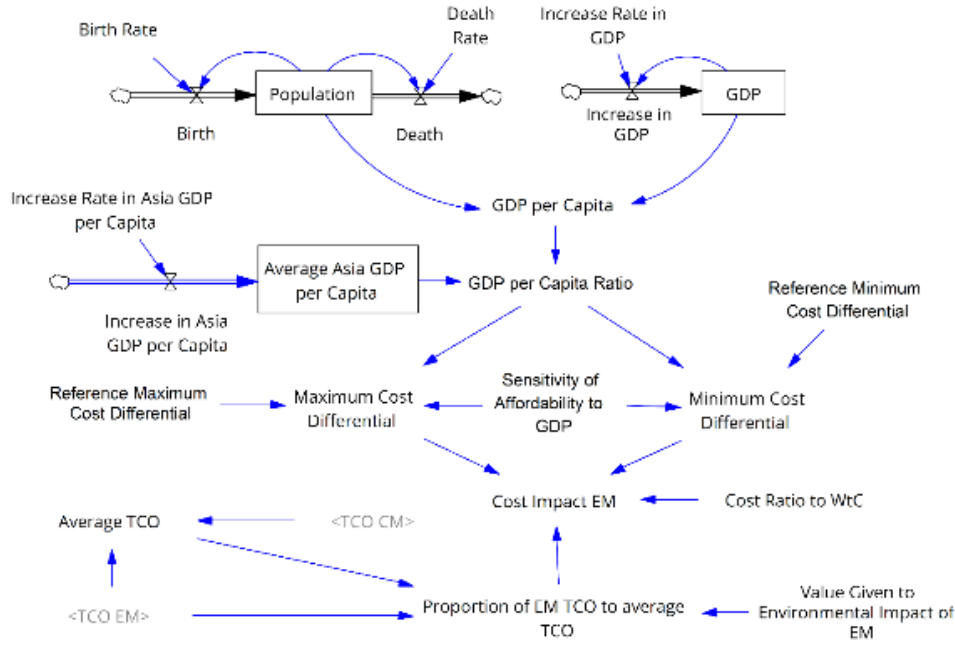 Birth Rate
Death
Rate
Increase Rate in
GDP
Population
GDP
Birth
Death
Increase in
GDP
Increase Rate in Asia GDP
per Capita
GDP per Capita
Average Asia GDP
per Capita
GDP per Capita Ratio
Increase in Asia
GDP per Capita
Reference Minimum
Cost Differential
Reference Maximum
Cost Differential
Maximum Cost
Differential
Sensitivity of
Affordability to
GDP
Minimum Cost
Differential
Cost Impact EM
Cost Ratio to WtC
Average TCO
<TCO CM>
<TCO EM>
Proportion of EM TCO to average
TCO
Value Given to
Environmental Impact of
EM